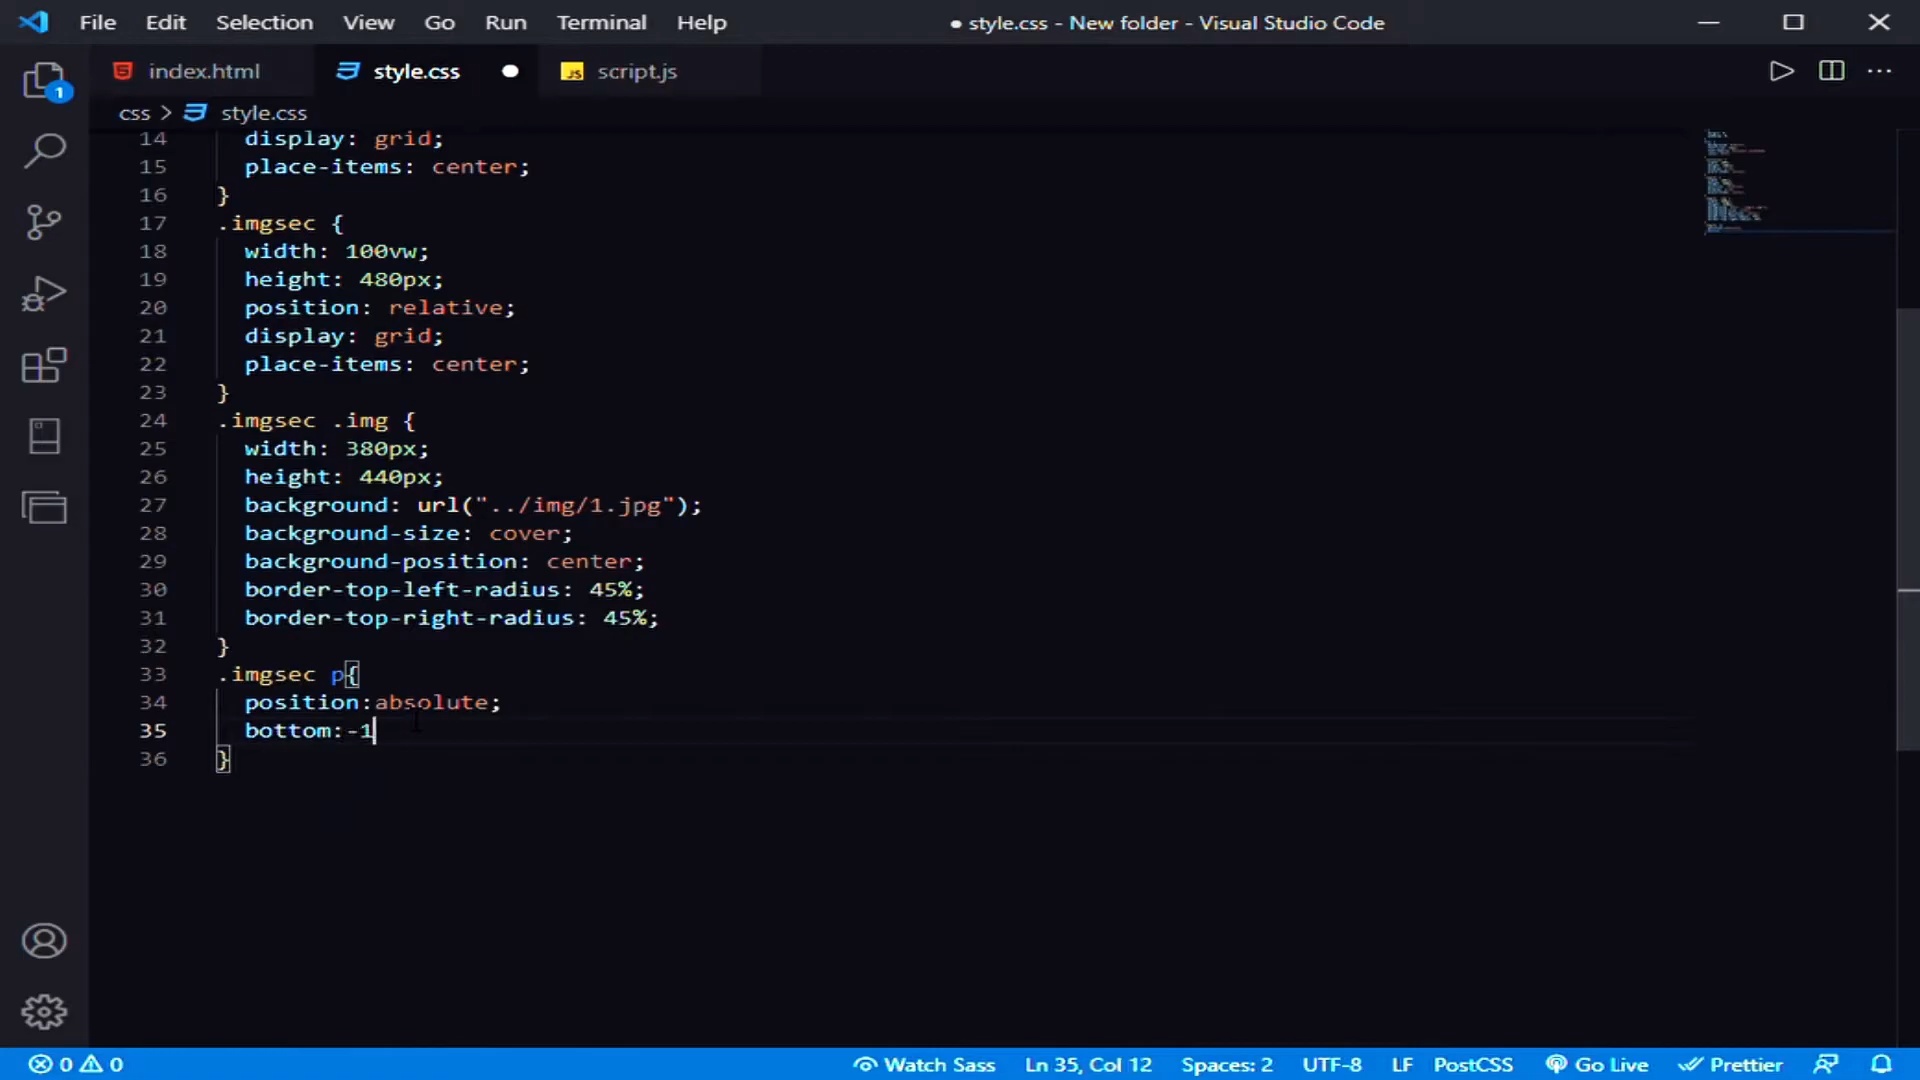 File Edit Selection View Go Run Terminal Help ● style.css - New folder - Visual Studio Code
index.html style.css JS script.js
css > style.css
14 display: grid;
15 place-items: center;
16 }
17 .imgsec {
18 width: 100vw;
19 height: 480px;
20 position: relative;
21 display: grid;
22 place-items: center;
23 }
24 .imgsec .img {
25 width: 380px;
26 height: 440px;
27 background: url("../img/1.jpg");
28 background-size: cover;
29 background-position: center;
30 border-top-left-radius: 45%;
31 border-top-right-radius: 45%;
32 }
33 .imgsec p{
34 position:absolute;
35 bottom:-1
36 }
1
0 0 Watch Sass Ln 35, Col 12 Spaces: 2 UTF-8 LF PostCSS Go Live Prettier